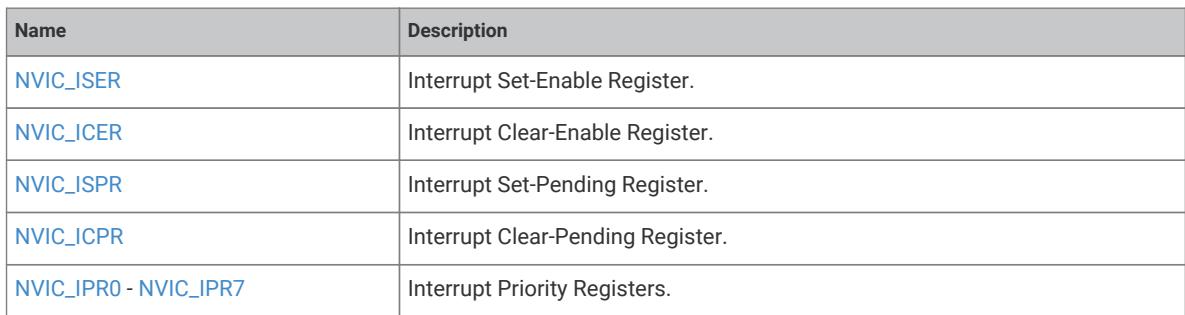 Name Description
NVIC_ISER Interrupt Set-Enable Register.
NVIC_ICER Interrupt Clear-Enable Register.
NVIC_ISPR Interrupt Set-Pending Register.
NVIC_ICPR Interrupt Clear-Pending Register.
NVIC_IPR0 - NVIC_IPR7 Interrupt Priority Registers.